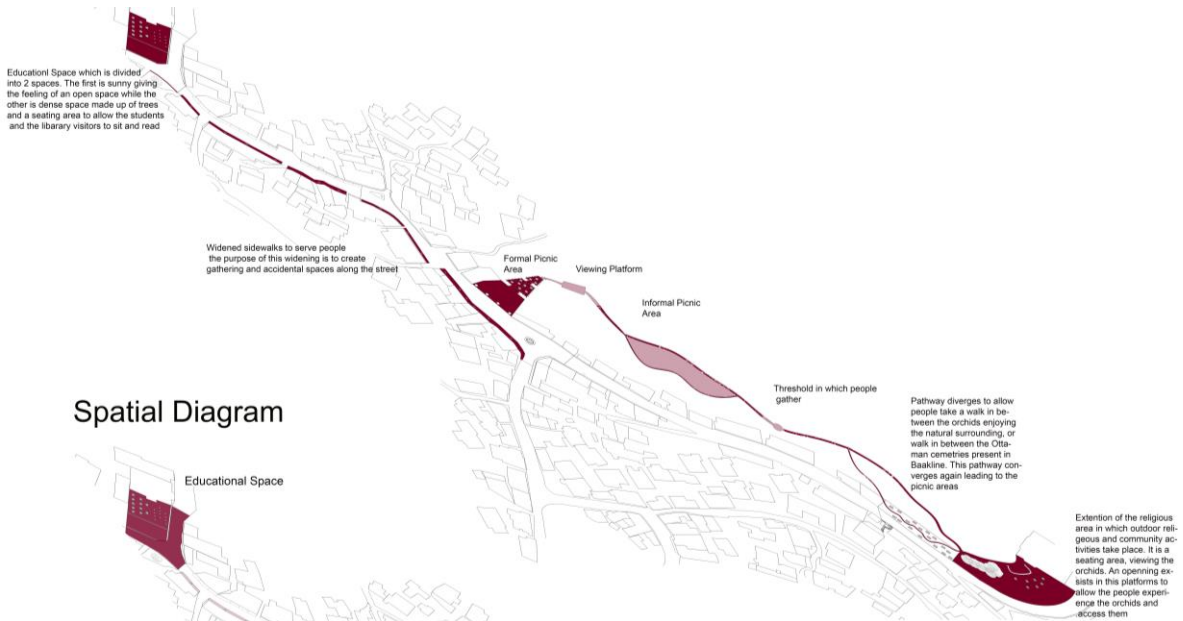 Educationl Space which is divided
into 2 spaces. The first is sunny giving
the feeling of an open space while the
other is dense space made up of trees
and a seating area to allow the students
and the libarary visitors to sit and read
Widened sidewalks to serve people
the purpose of this widening is to create
gathering and accidental spaces along the street
Formal Picnic
Area
Viewing Platform
Informal Picnic
Area
Threshold in which people
gather
Pathway diverges to allow
people take a walk in be-
tween the orchids enjoying
the natural surrounding, or
walk in between the Otta-
man cemetries present in
Baakline. This pathway con-
verges again leading to the
picnic areas
Extention of the religious
area in which outdoor reli-
geous and community ac-
tivities take place. It is a
seating area, viewing the
orchids. An openning ex-
sists in this platforms to
allow the people experi-
ence the orchids and
access them
Spatial Diagram
Educational Space